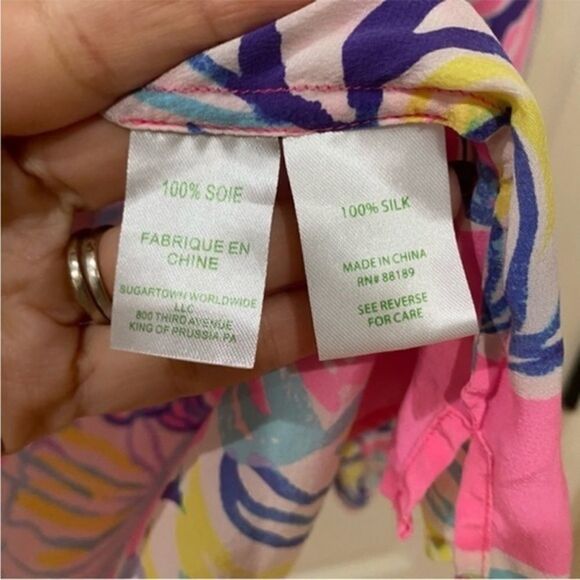 100% SOIE
FABRIQUE EN
CHINE
SUGARTOWN WORLDWIDE
LLC
800 THIRD AVENUE
KING OF PRUSSIA PA
100% SILK
MADE IN CHINA
RN# 88189
SEE REVERSE
FOR CARE